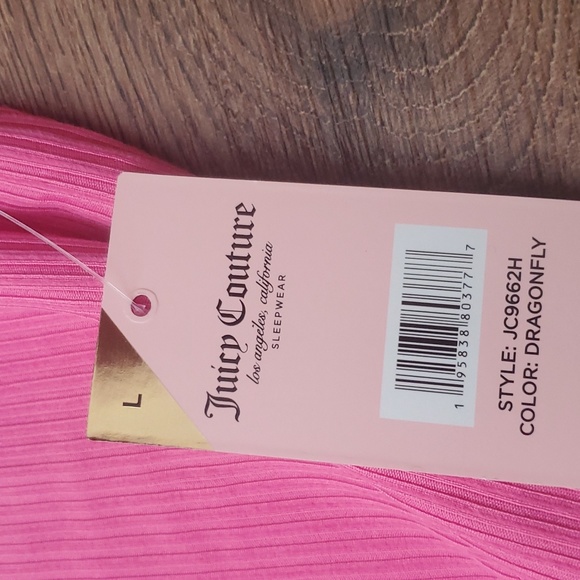 L
Juicy Couture
los angeles, california
SLEEPWEAR
1 95838 80377 7
STYLE: JC9662H
COLOR: DRAGONFLY